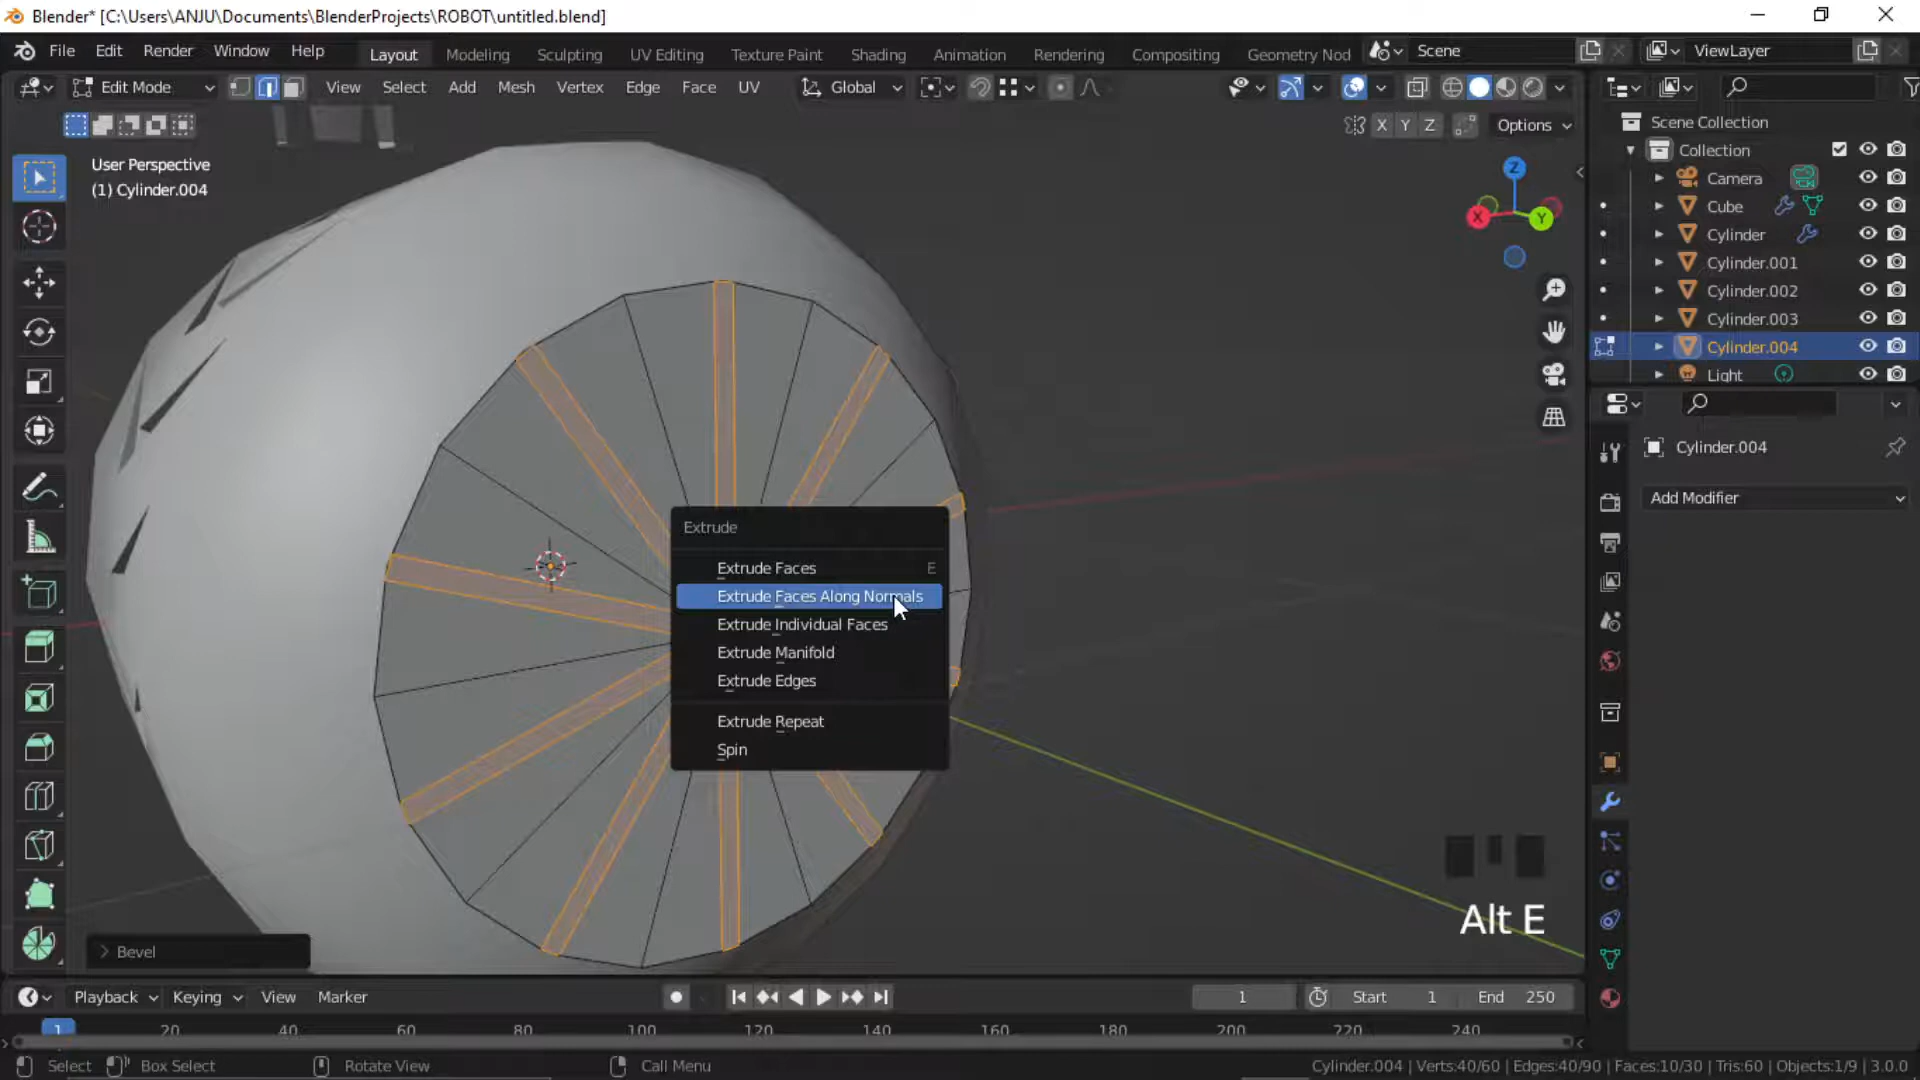 Blender* [C:\Users\ANJU\Documents\BlenderProjects\ROBOT\untitled.blend]
File Edit Render Window Help Layout Modeling Sculpting UV Editing Texture Paint Shading Animation Rendering Compositing Geometry Nod Scene ViewLayer
Edit Mode View Select Add Mesh Vertex Edge Face UV Global
X Y Z Options
User Perspective
(1) Cylinder.004
Z
X
Y
Scene Collection
Collection
Camera
Cube
Cylinder
Cylinder.001
Cylinder.002
Cylinder.003
Cylinder.004
Light
Cylinder.004
Add Modifier
Extrude
Extrude Faces E
Extrude Faces Along Normals
Extrude Individual Faces
Extrude Manifold
Extrude Edges
Extrude Repeat
Spin
Alt E
Bevel
Playback Keying View Marker 1 Start 1 End 250
1 20 40 60 80 100 120 140 160 180 200 220 240
Select Box Select Rotate View Call Menu Cylinder.004 | Verts:40/60 | Edges:40/90 | Faces:10/30 | Tris:60 | Objects:1/9 | 3.0.0